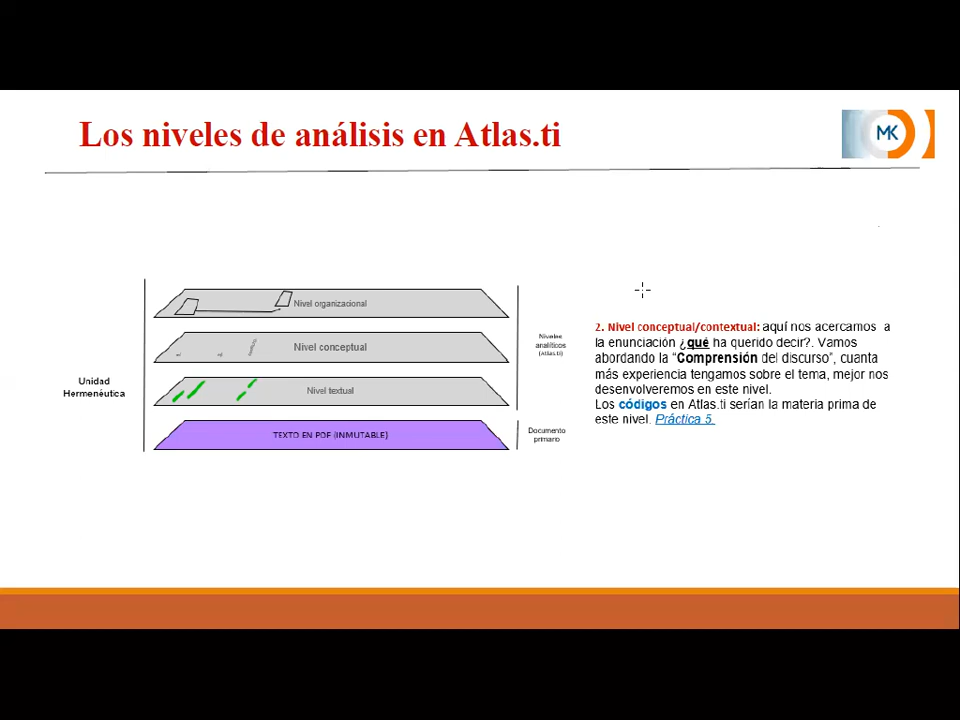 Los niveles de análisis en Atlas.ti
MK
Nivel organizacional
Nivel conceptual
Nivel textual
TEXTO EN PDF (INMUTABLE)
Unidad
Hermenéutica
Niveles
analíticos
(Atlas.ti)
Documento
primario
2. Nivel conceptual/contextual: aquí nos acercamos a
la enunciación ¿qué ha querido decir?. Vamos
abordando la “Comprensión del discurso”, cuanta
más experiencia tengamos sobre el tema, mejor nos
desenvolveremos en este nivel.
Los códigos en Atlas.ti serían la materia prima de
este nivel. Práctica 5.